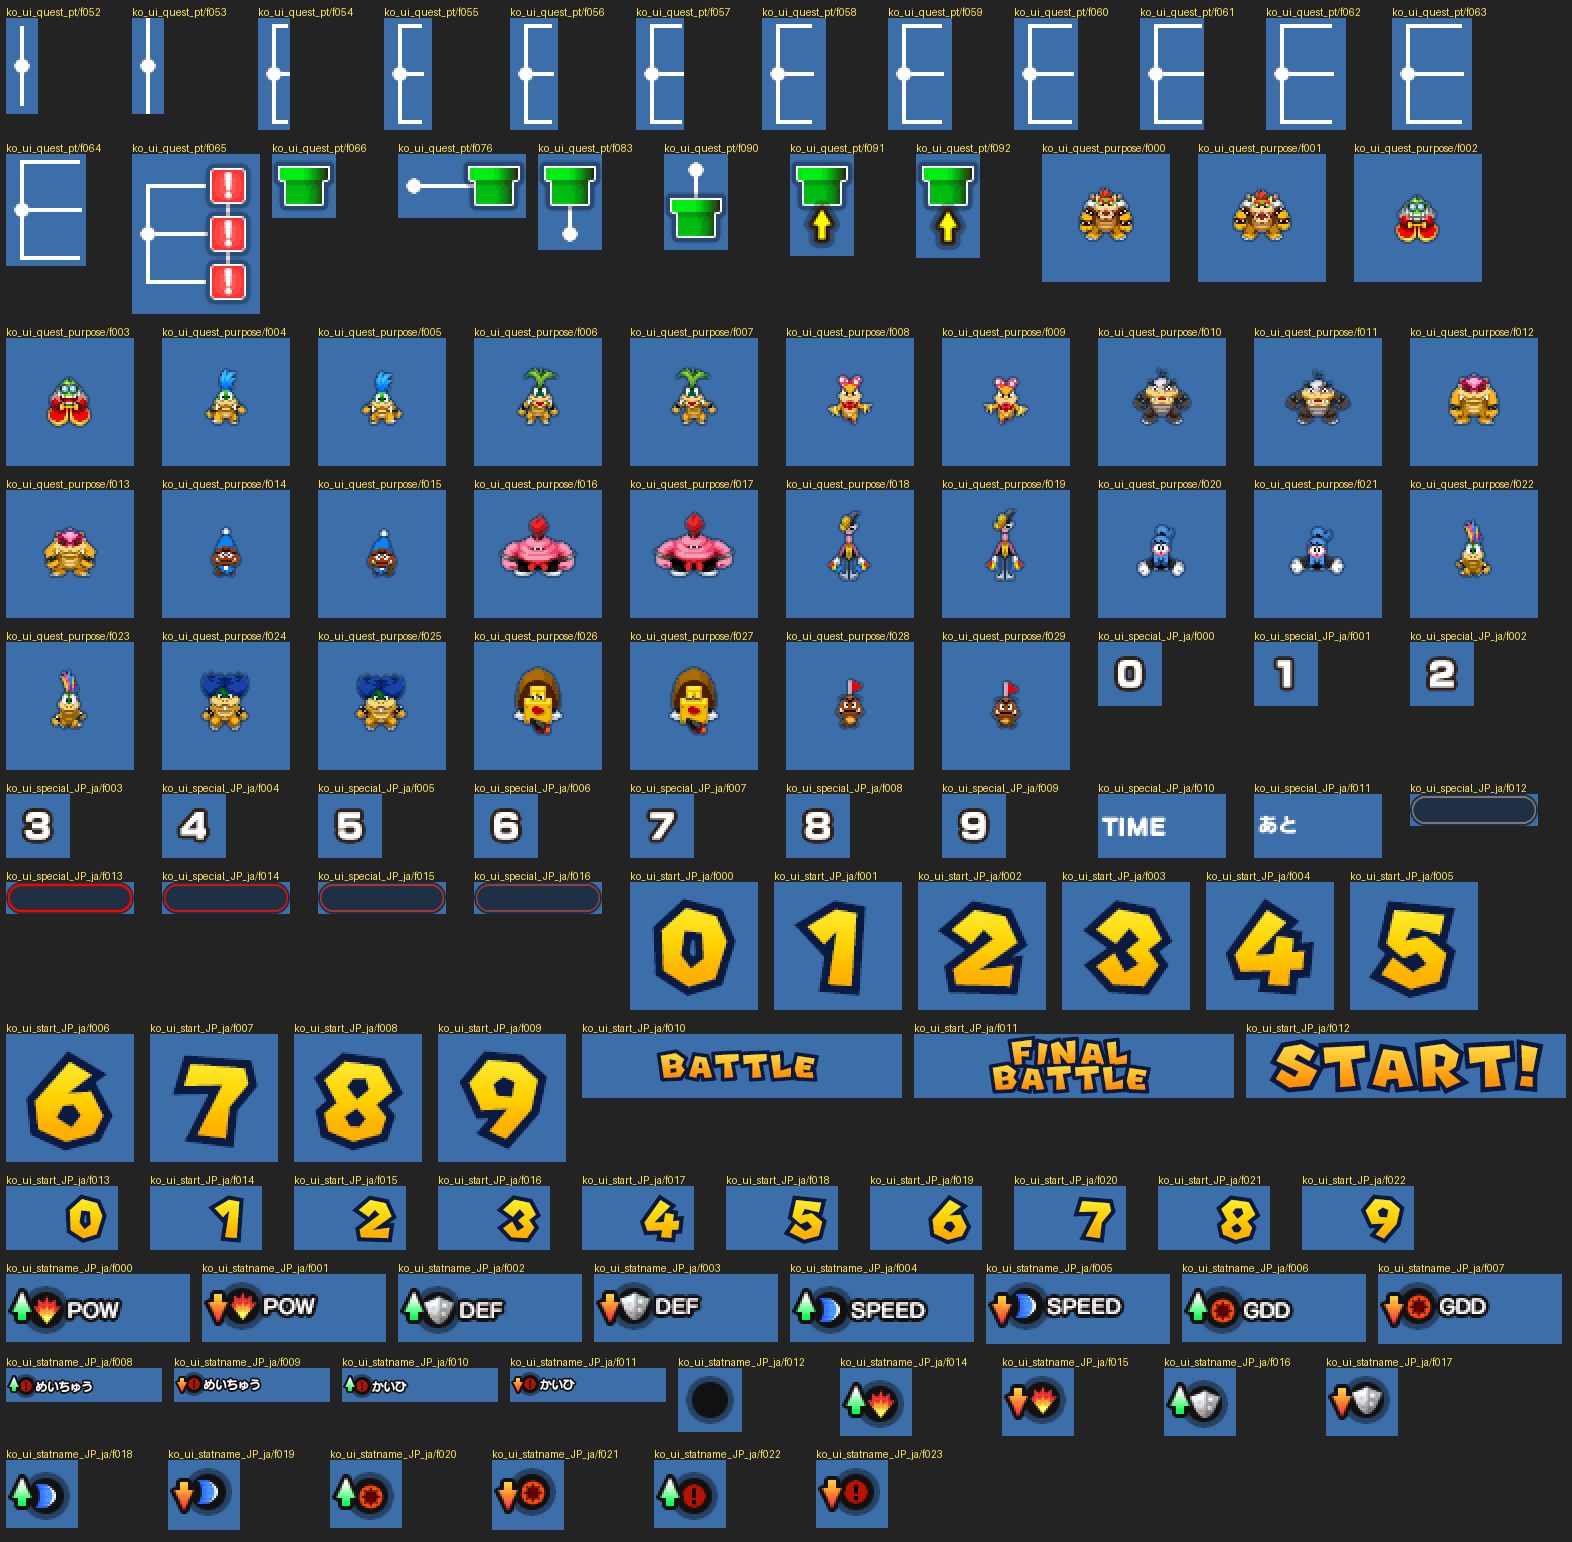 ko_ui_quest_pt/f052 ko_ui_quest_pt/f053 ko_ui_quest_pt/f054 ko_ui_quest_pt/f055 ko_ui_quest_pt/f056 ko_ui_quest_pt/f057 ko_ui_quest_pt/f058 ko_ui_quest_pt/f059 ko_ui_quest_pt/f060 ko_ui_quest_pt/f061 ko_ui_quest_pt/f062 ko_ui_quest_pt/f063
ko_ui_quest_pt/f064 ko_ui_quest_pt/f065 ko_ui_quest_pt/f066 ko_ui_quest_pt/f076 ko_ui_quest_pt/f083 ko_ui_quest_pt/f090 ko_ui_quest_pt/f091 ko_ui_quest_pt/f092 ko_ui_quest_purpose/f000 ko_ui_quest_purpose/f001 ko_ui_quest_purpose/f002
!
!
!
ko_ui_quest_purpose/f003 ko_ui_quest_purpose/f004 ko_ui_quest_purpose/f005 ko_ui_quest_purpose/f006 ko_ui_quest_purpose/f007 ko_ui_quest_purpose/f008 ko_ui_quest_purpose/f009 ko_ui_quest_purpose/f010 ko_ui_quest_purpose/f011 ko_ui_quest_purpose/f012
ko_ui_quest_purpose/f013 ko_ui_quest_purpose/f014 ko_ui_quest_purpose/f015 ko_ui_quest_purpose/f016 ko_ui_quest_purpose/f017 ko_ui_quest_purpose/f018 ko_ui_quest_purpose/f019 ko_ui_quest_purpose/f020 ko_ui_quest_purpose/f021 ko_ui_quest_purpose/f022
ko_ui_quest_purpose/f023 ko_ui_quest_purpose/f024 ko_ui_quest_purpose/f025 ko_ui_quest_purpose/f026 ko_ui_quest_purpose/f027 ko_ui_quest_purpose/f028 ko_ui_quest_purpose/f029 ko_ui_special_JP_ja/f000 ko_ui_special_JP_ja/f001 ko_ui_special_JP_ja/f002
0 1 2
ko_ui_special_JP_ja/f003 ko_ui_special_JP_ja/f004 ko_ui_special_JP_ja/f005 ko_ui_special_JP_ja/f006 ko_ui_special_JP_ja/f007 ko_ui_special_JP_ja/f008 ko_ui_special_JP_ja/f009 ko_ui_special_JP_ja/f010 ko_ui_special_JP_ja/f011 ko_ui_special_JP_ja/f012
3 4 5 6 7 8 9 TIME あと
ko_ui_special_JP_ja/f013 ko_ui_special_JP_ja/f014 ko_ui_special_JP_ja/f015 ko_ui_special_JP_ja/f016 ko_ui_start_JP_ja/f000 ko_ui_start_JP_ja/f001 ko_ui_start_JP_ja/f002 ko_ui_start_JP_ja/f003 ko_ui_start_JP_ja/f004 ko_ui_start_JP_ja/f005
0 1 2 3 4 5
ko_ui_start_JP_ja/f006 ko_ui_start_JP_ja/f007 ko_ui_start_JP_ja/f008 ko_ui_start_JP_ja/f009 ko_ui_start_JP_ja/f010 ko_ui_start_JP_ja/f011 ko_ui_start_JP_ja/f012
6 7 8 9
BATTLE
FINAL
BATTLE
START!
ko_ui_start_JP_ja/f013 ko_ui_start_JP_ja/f014 ko_ui_start_JP_ja/f015 ko_ui_start_JP_ja/f016 ko_ui_start_JP_ja/f017 ko_ui_start_JP_ja/f018 ko_ui_start_JP_ja/f019 ko_ui_start_JP_ja/f020 ko_ui_start_JP_ja/f021 ko_ui_start_JP_ja/f022
0 1 2 3 4 5 6 7 8 9
ko_ui_statname_JP_ja/f000 ko_ui_statname_JP_ja/f001 ko_ui_statname_JP_ja/f002 ko_ui_statname_JP_ja/f003 ko_ui_statname_JP_ja/f004 ko_ui_statname_JP_ja/f005 ko_ui_statname_JP_ja/f006 ko_ui_statname_JP_ja/f007
POW POW DEF DEF SPEED SPEED GDD GDD
ko_ui_statname_JP_ja/f008 ko_ui_statname_JP_ja/f009 ko_ui_statname_JP_ja/f010 ko_ui_statname_JP_ja/f011 ko_ui_statname_JP_ja/f012 ko_ui_statname_JP_ja/f014 ko_ui_statname_JP_ja/f015 ko_ui_statname_JP_ja/f016 ko_ui_statname_JP_ja/f017
! めいちゅう ! めいちゅう ! かいひ ! かいひ
ko_ui_statname_JP_ja/f018 ko_ui_statname_JP_ja/f019 ko_ui_statname_JP_ja/f020 ko_ui_statname_JP_ja/f021 ko_ui_statname_JP_ja/f022 ko_ui_statname_JP_ja/f023
! !